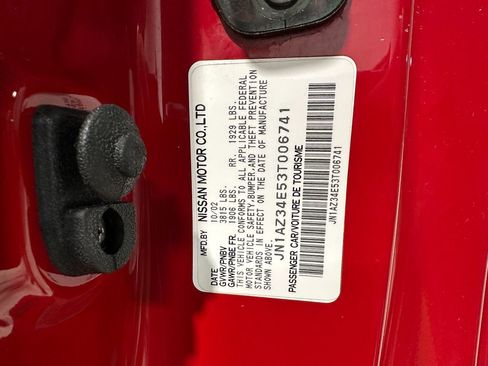 MFD.BY NISSAN MOTOR CO.,LTD
DATE 10/02
GVWR/PNBV 3815 LBS.
GAWR/PNBE FR. 1906 LBS. RR. 1929 LBS.
THIS VEHICLE CONFORMS TO ALL APPLICABLE FEDERAL
MOTOR VEHICLE SAFETY,BUMPER,AND THEFT PREVENTION
STANDARDS IN EFFECT ON THE DATE OF MANUFACTURE
SHOWN ABOVE.
JN1AZ34E53T006741
PASSENGER CAR/VOITURE DE TOURISME
JN1AZ34E53T006741